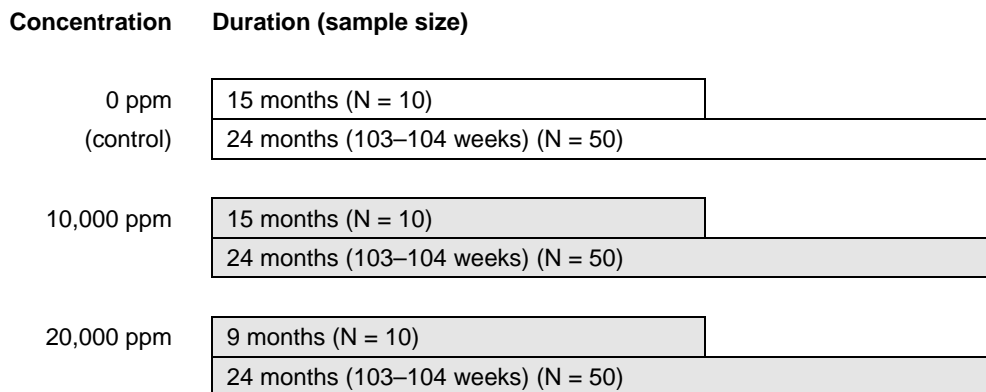 Concentration Duration (sample size)
0 ppm 15 months (N = 10)
(control) 24 months (103–104 weeks) (N = 50)
10,000 ppm 15 months (N = 10)
24 months (103–104 weeks) (N = 50)
20,000 ppm 9 months (N = 10)
24 months (103–104 weeks) (N = 50)